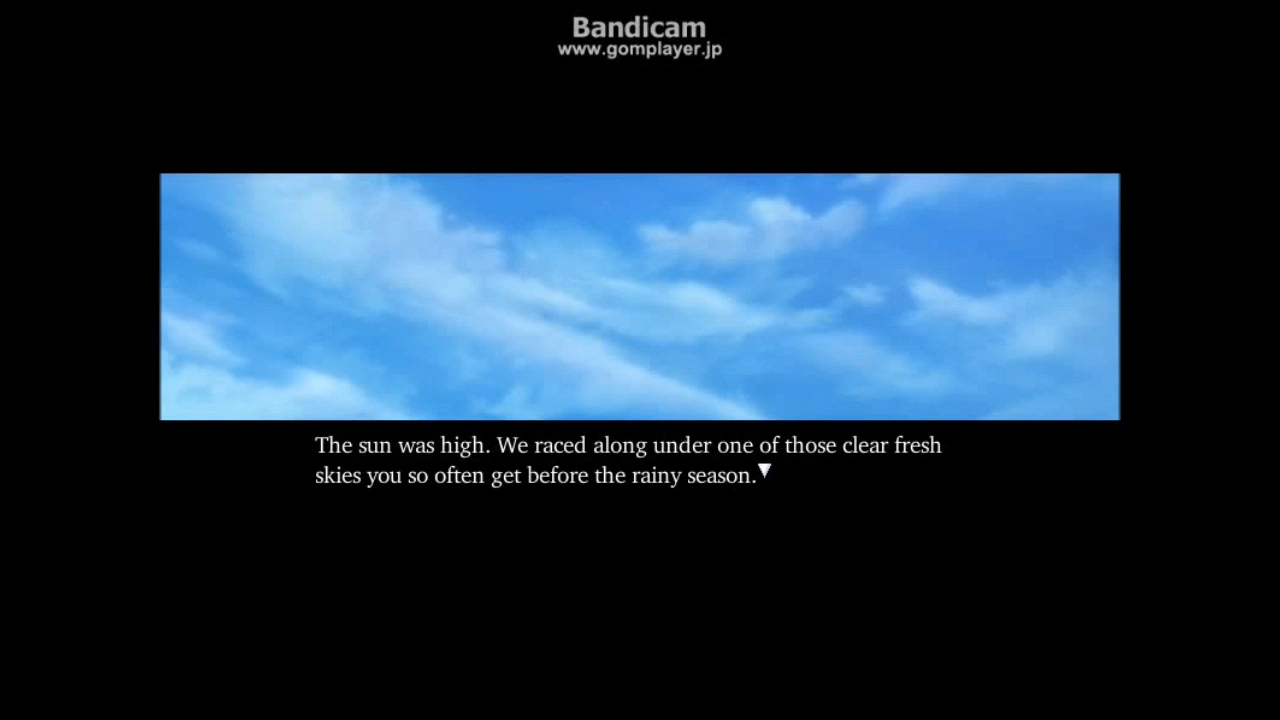 Bandicam
www.gomplayer.jp
The sun was high. We raced along under one of those clear fresh
skies you so often get before the rainy season.